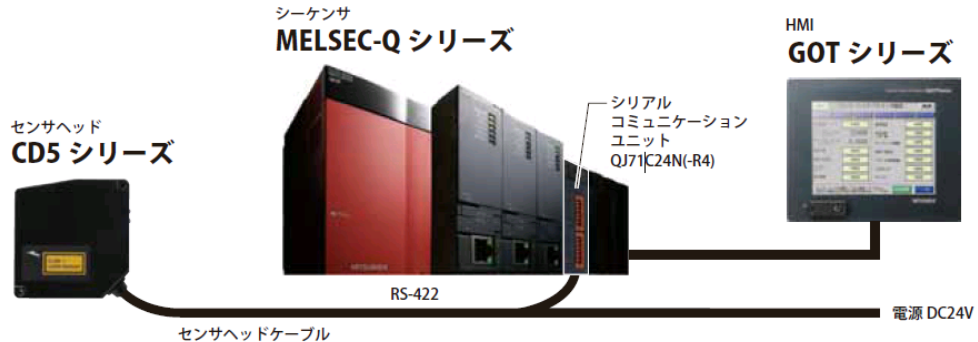 シーケンサ
MELSEC-Q シリーズ
HMI
GOT シリーズ
センサヘッド
CD5 シリーズ
シリアル
コミュニケーション
ユニット
QJ71C24N(-R4)
MITSUBISHI
RS-422
電源 DC24V
センサヘッドケーブル